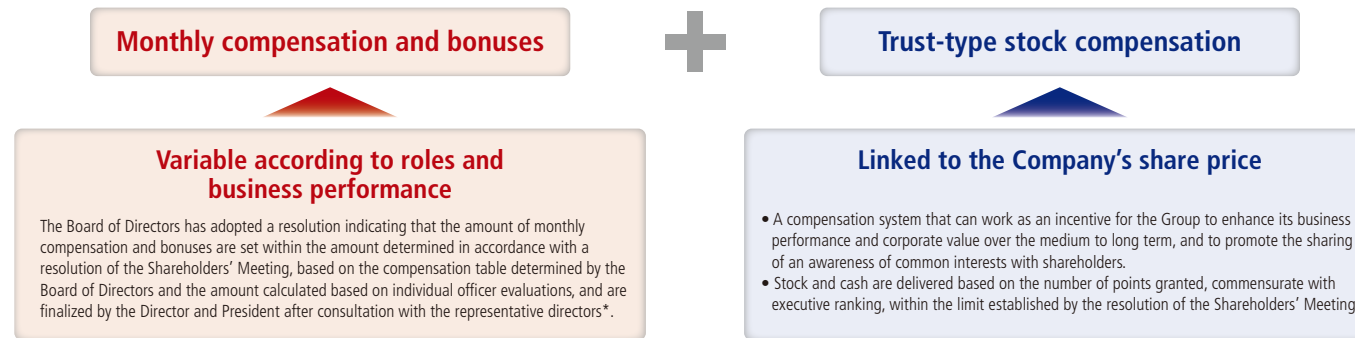 Monthly compensation and bonuses
Trust-type stock compensation
Variable according to roles and
business performance
The Board of Directors has adopted a resolution indicating that the amount of monthly
compensation and bonuses are set within the amount determined in accordance with a
resolution of the Shareholders’ Meeting, based on the compensation table determined by the
Board of Directors and the amount calculated based on individual officer evaluations, and are
finalized by the Director and President after consultation with the representative directors*.
Linked to the Company’s share price
• A compensation system that can work as an incentive for the Group to enhance its business
performance and corporate value over the medium to long term, and to promote the sharing
of an awareness of common interests with shareholders.
• Stock and cash are delivered based on the number of points granted, commensurate with
executive ranking, within the limit established by the resolution of the Shareholders’ Meeting